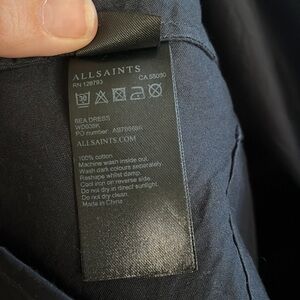 ALLSAINTS
RN 128793 CA 58080
30
BEA DRESS
PO number:
ALLSAINTS.COM
100% cotton.
Machine wash inside out.
Wash dark colours separately.
Reshape whilst damp.
Cool iron on reverse side.
Do not dry in direct sunlight.
Do not dry clean.
Made in China